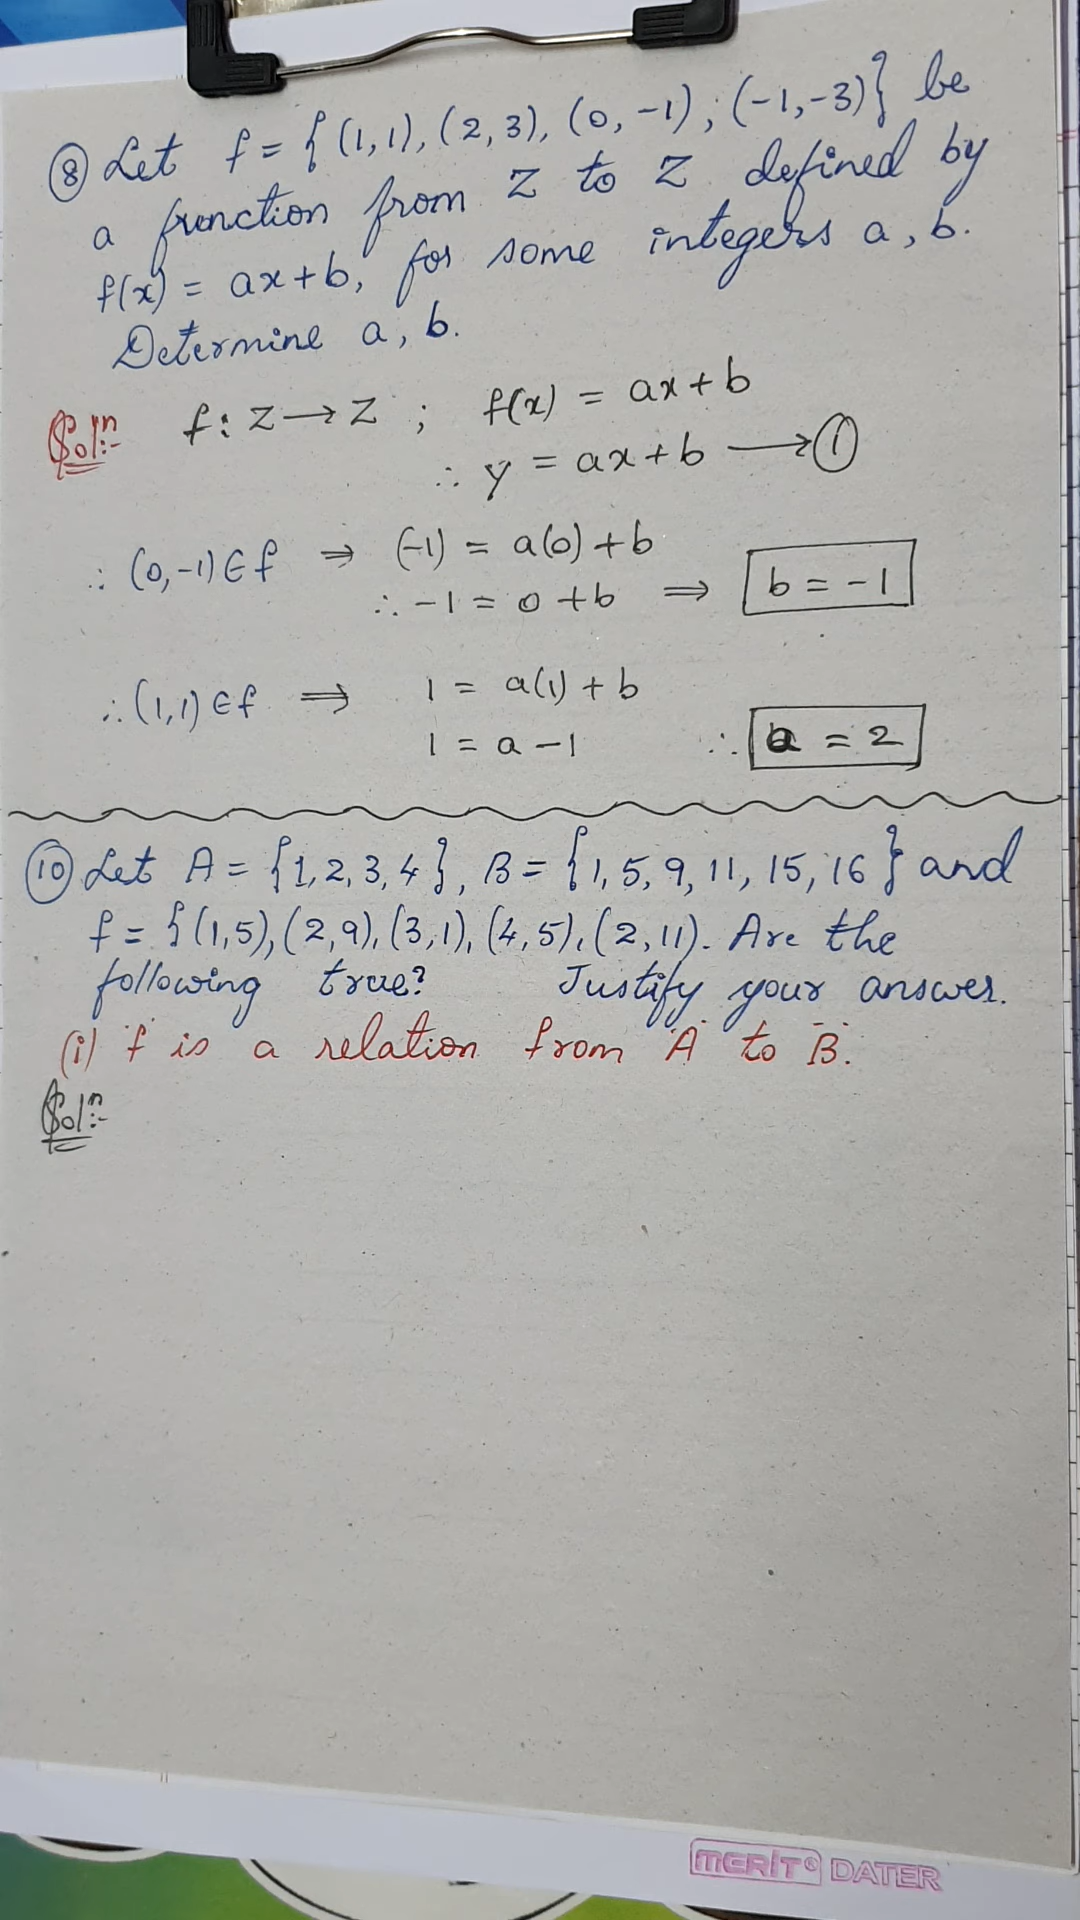 ⑧ Let f = { (1,1), (2,3), (0,-1), (-1,-3)} be
a function from Z to Z defined by
f(x) = ax+b, for some integers a, b.
Determine a, b.
Solⁿ:- f: Z → Z ; f(x) = ax+b
∴ y = ax+b → ①
∴ (0,-1) ∈ f ⇒ (-1) = a(0)+b
∴ -1 = 0+b ⇒ b = -1
∴ (1,1) ∈ f ⇒ 1 = a(1)+b
1 = a-1 ∴ a = 2
⑩ Let A = {1,2,3,4}, B = {1,5,9,11,15,16} and
f = {(1,5),(2,9),(3,1),(4,5),(2,11). Are the
following true? Justify your answer.
(i) f is a relation from A to B.
Solⁿ:-
MERIT DATER